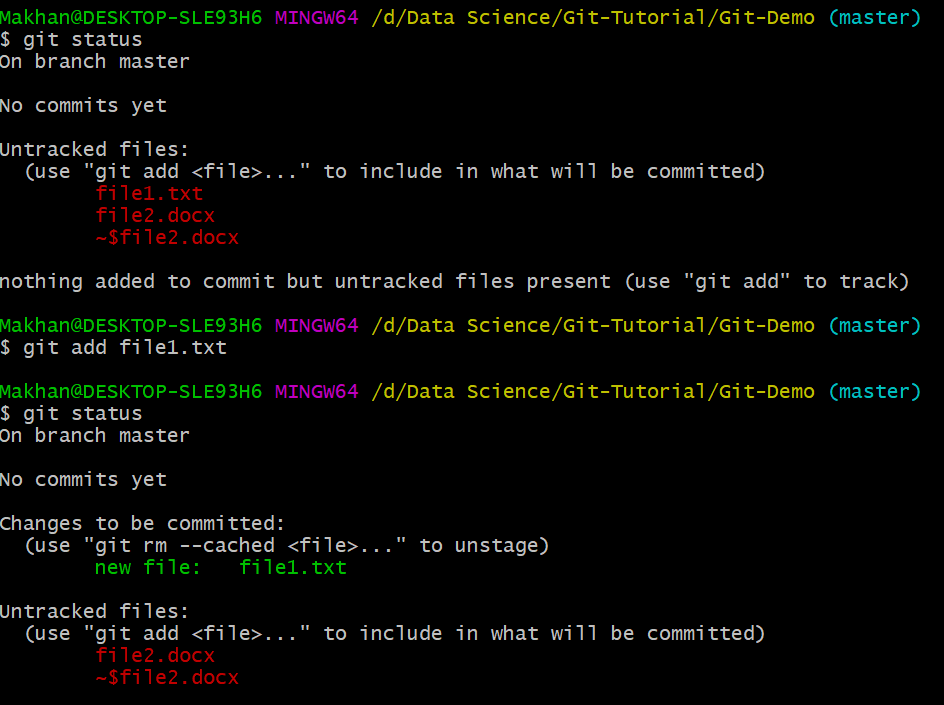 Makhan@DESKTOP-SLE93H6 MINGW64 /d/Data Science/Git-Tutorial/Git-Demo (master)
$ git status
On branch master
No commits yet
Untracked files:
(use "git add <file>..." to include in what will be committed)
file1.txt
file2.docx
~$file2.docx
nothing added to commit but untracked files present (use "git add" to track)
Makhan@DESKTOP-SLE93H6 MINGW64 /d/Data Science/Git-Tutorial/Git-Demo (master)
$ git add file1.txt
Makhan@DESKTOP-SLE93H6 MINGW64 /d/Data Science/Git-Tutorial/Git-Demo (master)
$ git status
On branch master
No commits yet
Changes to be committed:
(use "git rm --cached <file>..." to unstage)
new file:   file1.txt
Untracked files:
(use "git add <file>..." to include in what will be committed)
file2.docx
~$file2.docx